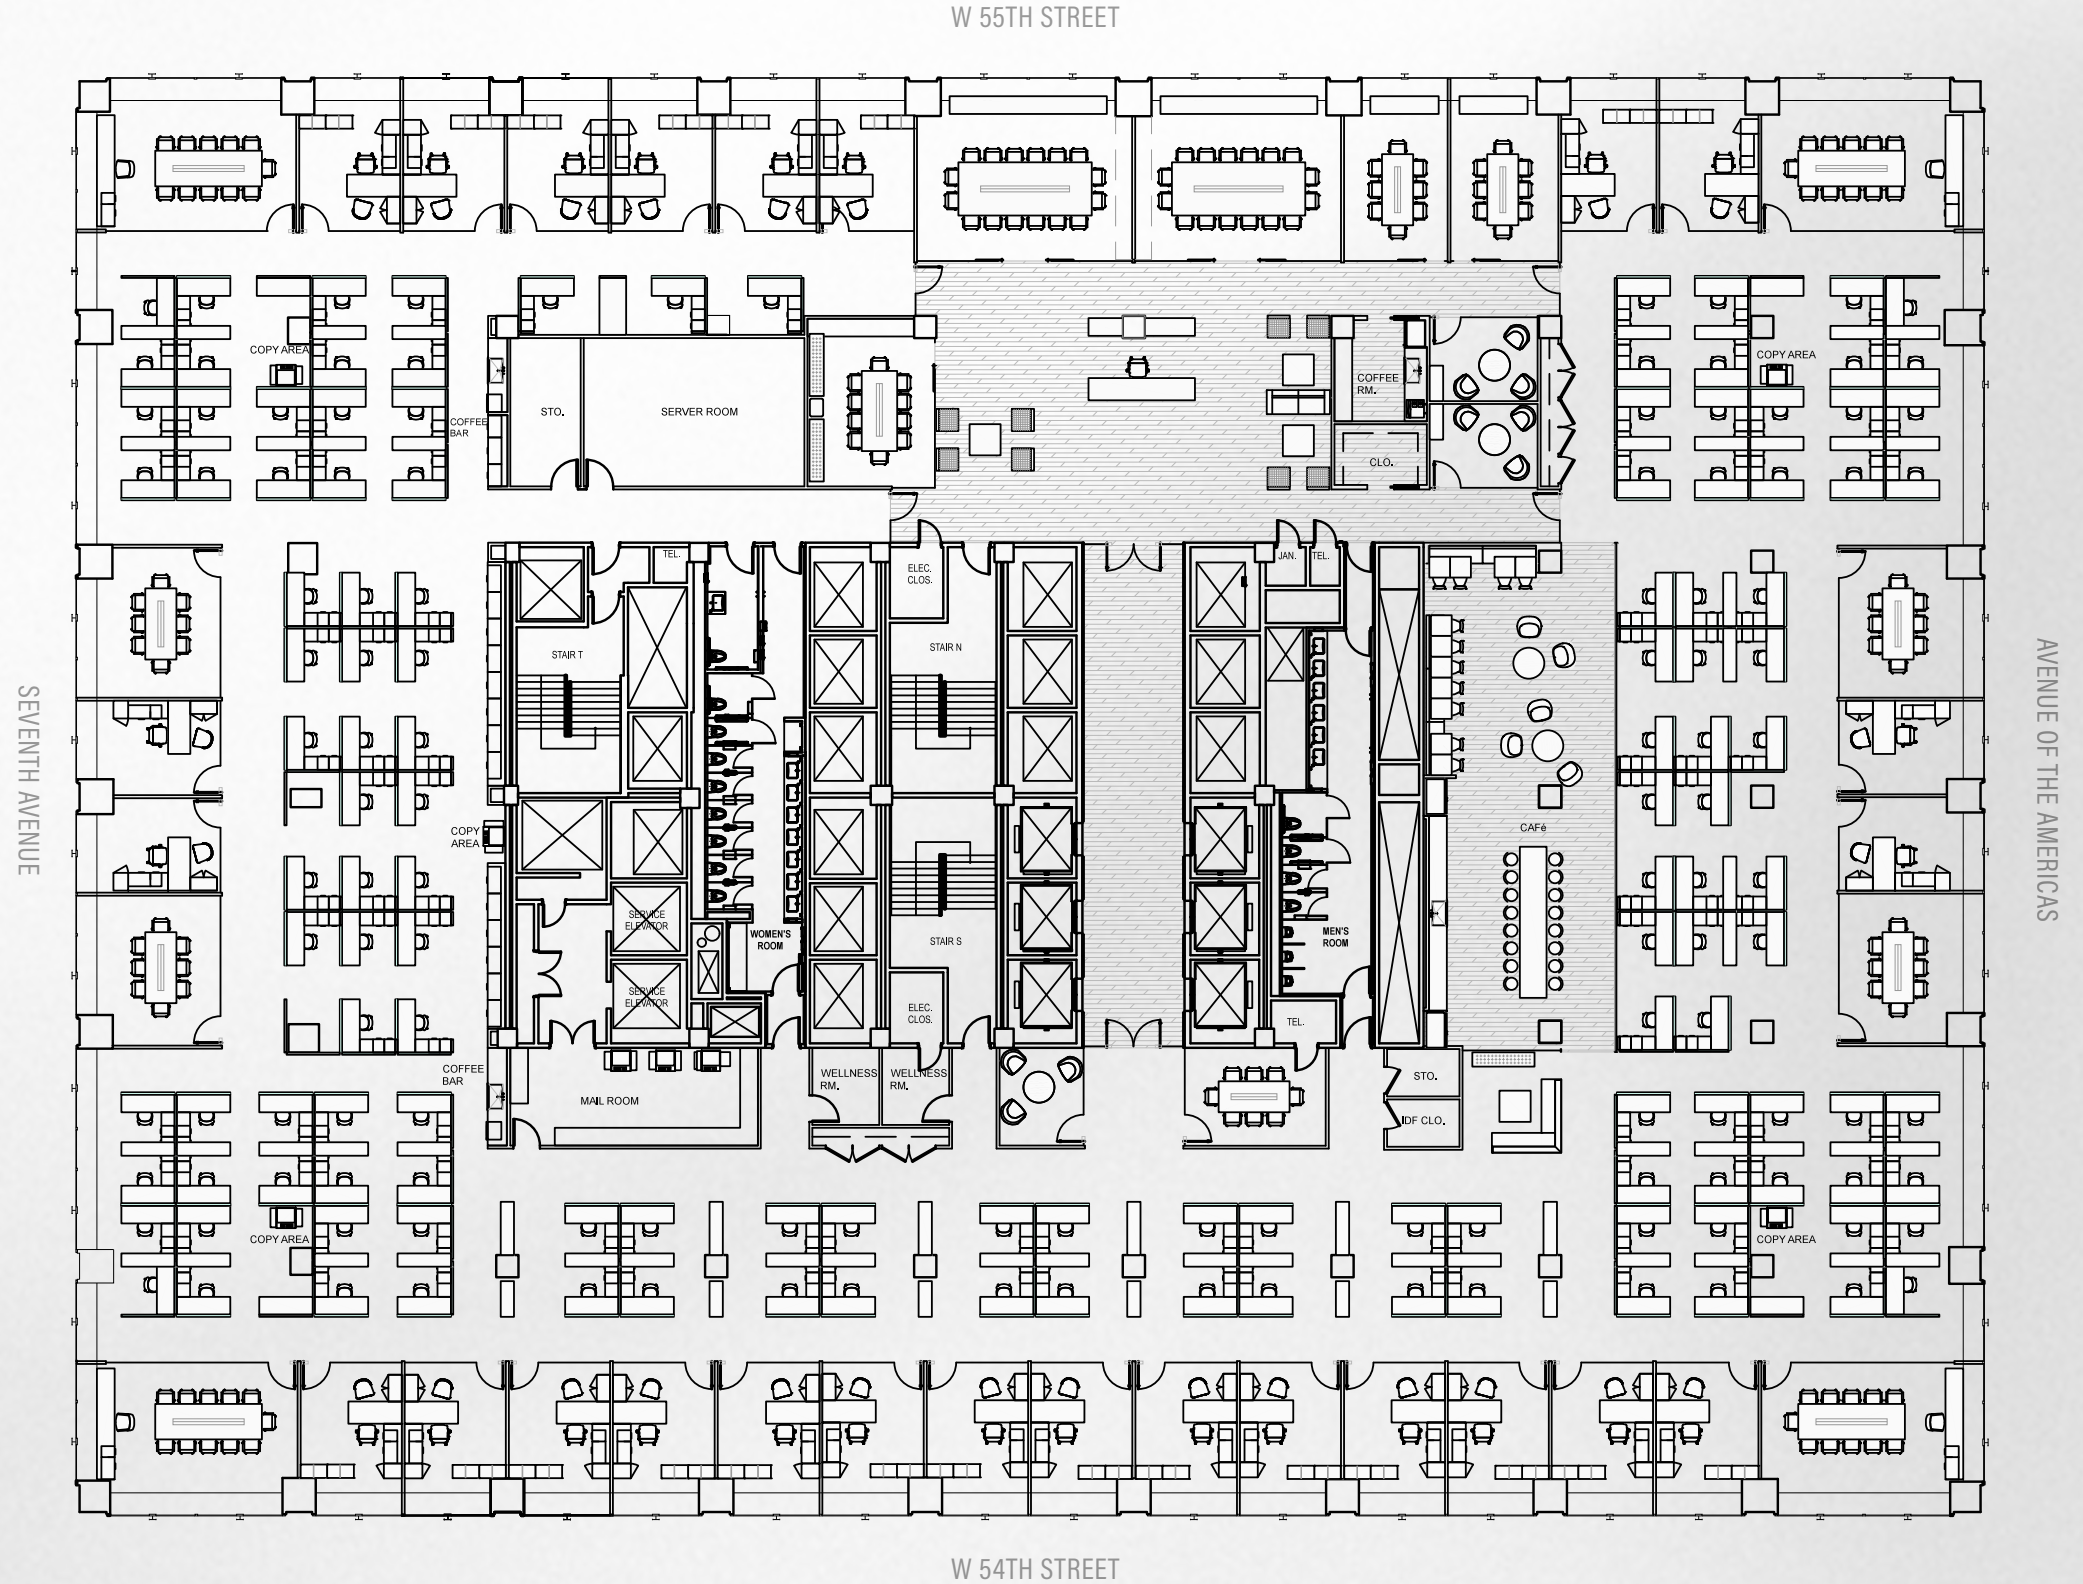 W 55TH STREET
COPY AREA
COPY AREA
COFFEE
RM.
COFFEE
BAR
STO.
SERVER ROOM
CLO.
TEL.
ELEC.
CLOS.
JAN.
TEL.
STAIR T
STAIR N
SEVENTH AVENUE
AVENUE OF THE AMERICAS
COPY
AREA
CAFé
SERVICE
ELEVATOR
WOMEN'S
ROOM
STAIR S
MEN'S
ROOM
SERVICE
ELEVATOR
ELEC.
CLOS.
TEL.
COFFEE
BAR
WELLNESS
RM.
WELLNESS
RM.
STO.
MAIL ROOM
IDF CLO.
COPY AREA
COPY AREA
W 54TH STREET